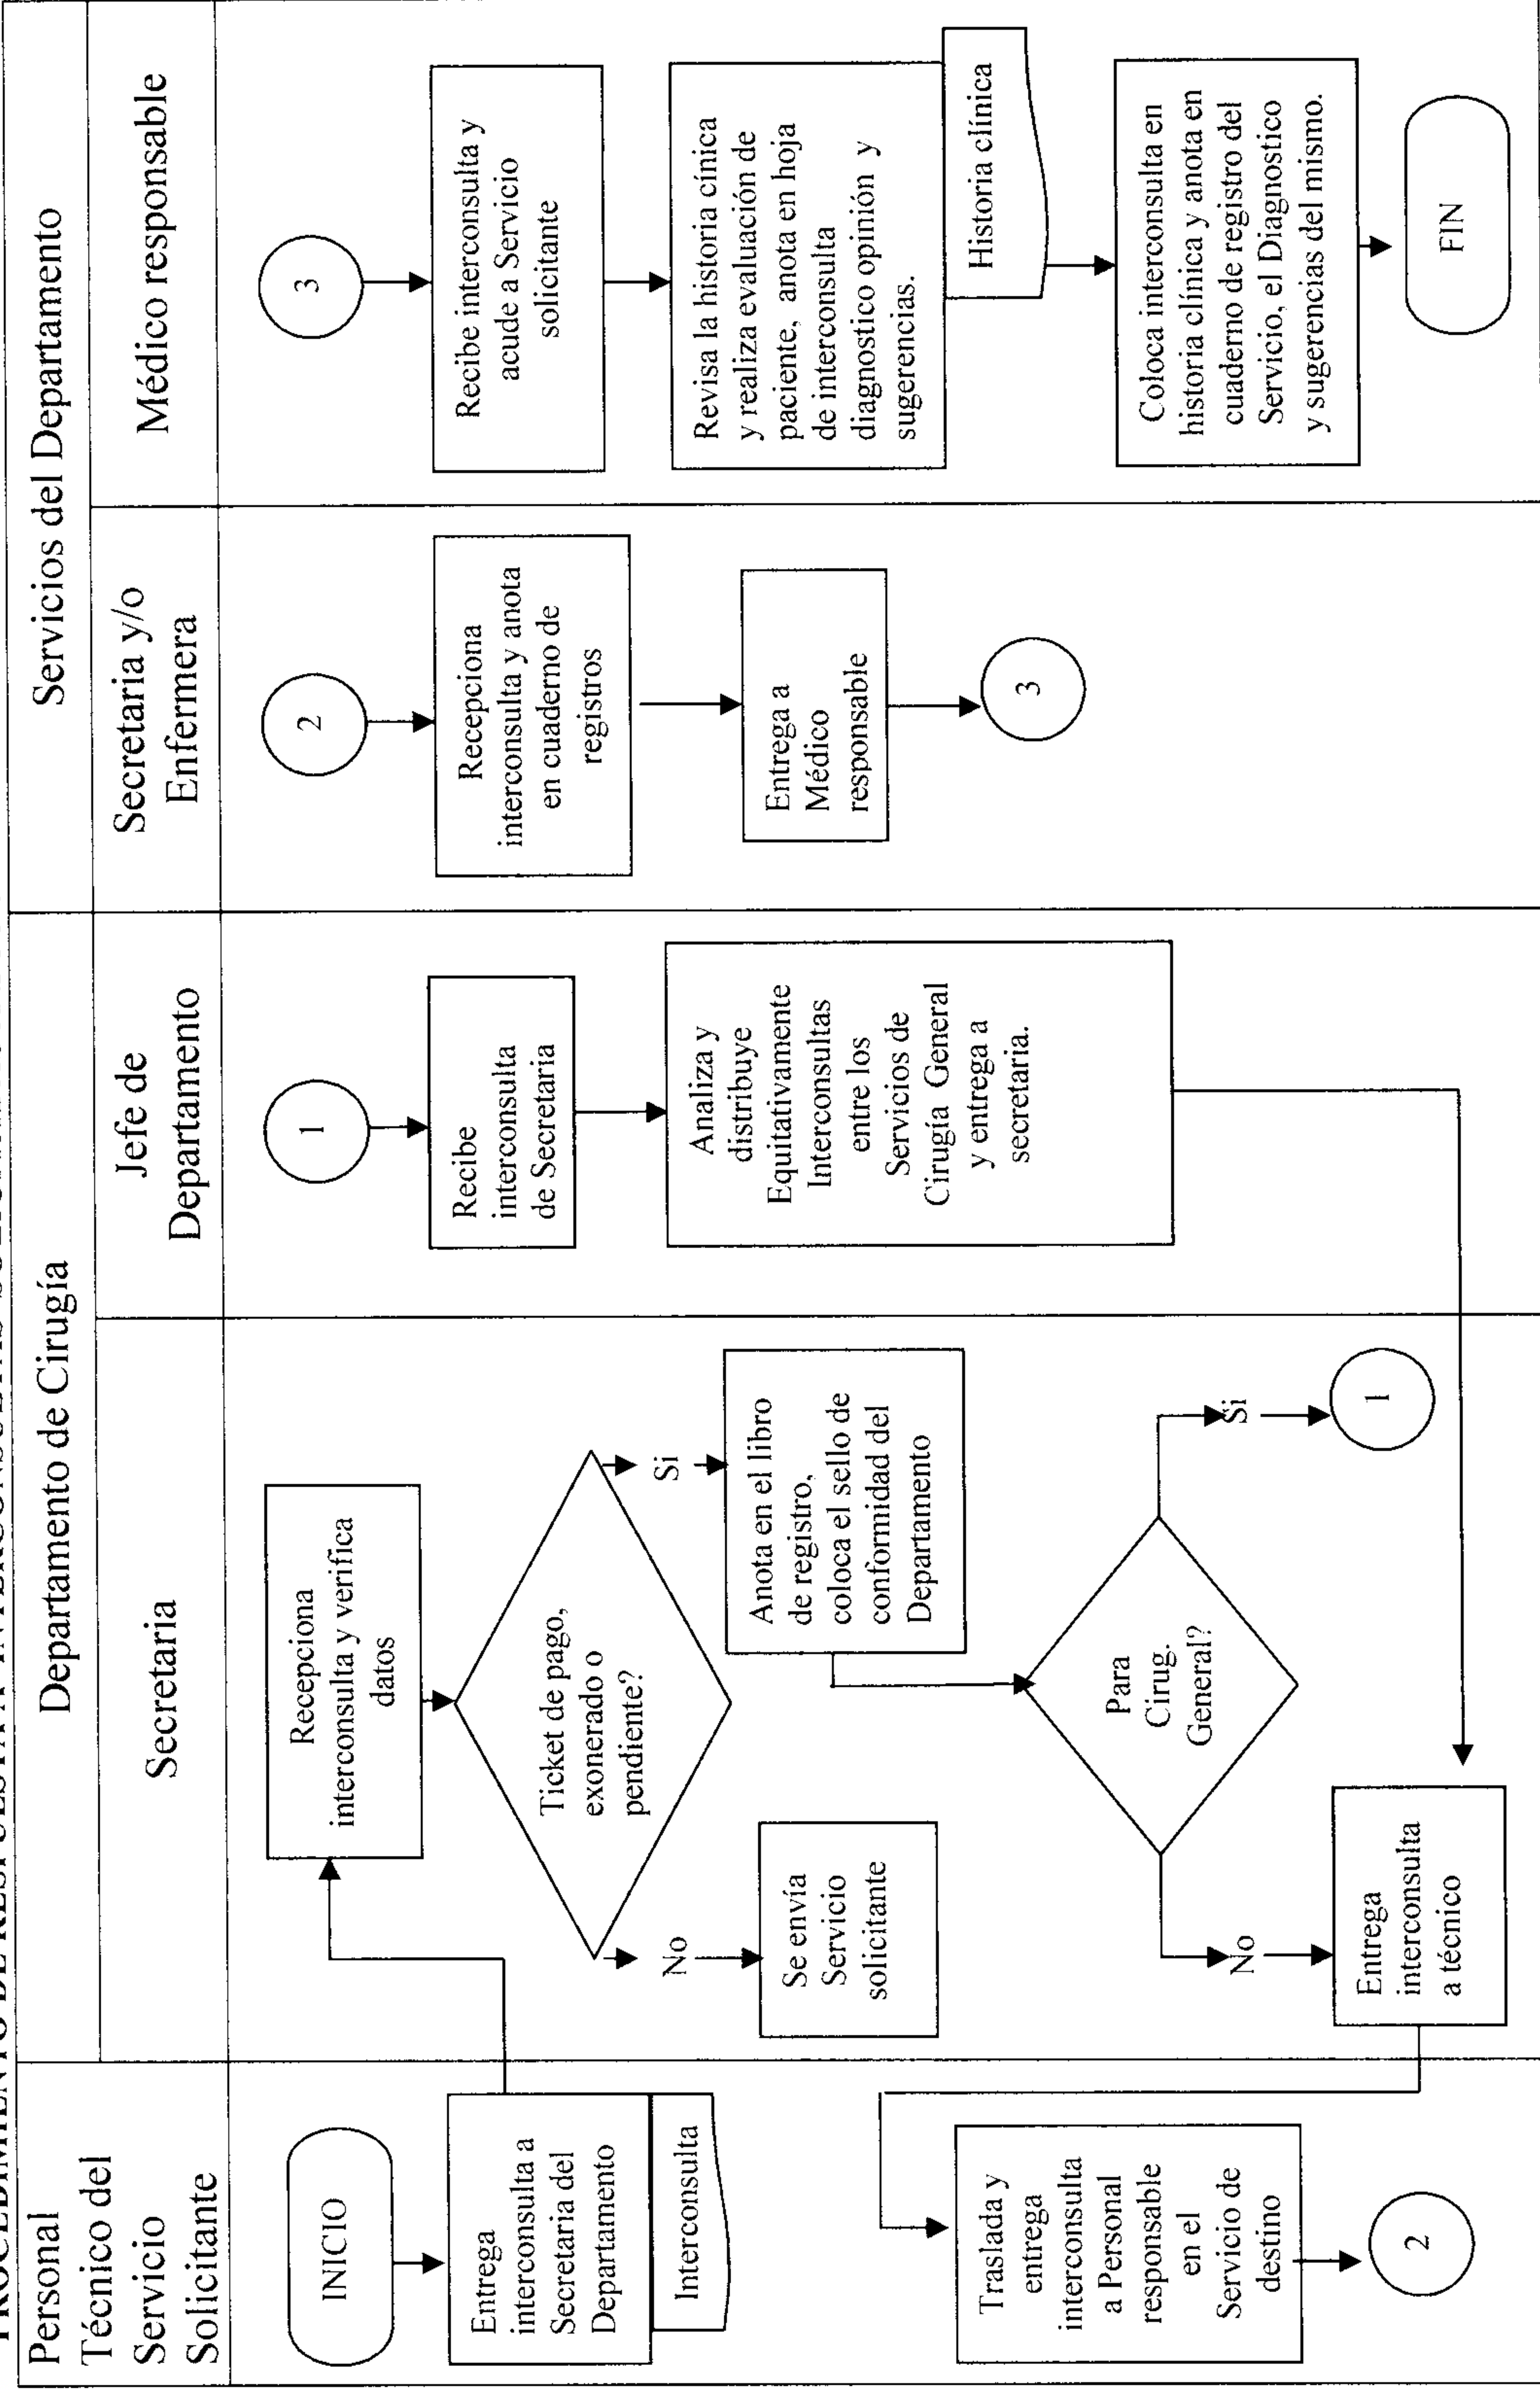 PROCEDIMIENTO DE RESPUESTA A INTERCONSULTAS
Personal
Técnico del
Servicio
Solicitante
Departamento de Cirugía
Servicios del Departamento
Secretaria
Jefe de
Departamento
Secretaria y/o
Enfermera
Médico responsable
INICIO
Entrega
interconsulta a
Secretaria del
Departamento
Interconsulta
Traslada y
entrega
interconsulta
a Personal
responsable
en el
Servicio de
destino
2
Recepciona
interconsulta y verifica
datos
Ticket de pago,
exonerado o
pendiente?
No
Si
Se envía
Servicio
solicitante
Anota en el libro
de registro,
coloca el sello de
conformidad del
Departamento
Para
Cirug.
General?
No
Si
Entrega
interconsulta
a técnico
1
1
Recibe
interconsulta
de Secretaria
Analiza y
distribuye
Equitativamente
Interconsultas
entre los
Servicios de
Cirugía General
y entrega a
secretaria.
2
Recepciona
interconsulta y anota
en cuaderno de
registros
Entrega a
Médico
responsable
3
3
Recibe interconsulta y
acude a Servicio
solicitante
Revisa la historia cínica
y realiza evaluación de
paciente, anota en hoja
de interconsulta
diagnostico opinión y
sugerencias.
Historia clínica
Coloca interconsulta en
historia clínica y anota en
cuaderno de registro del
Servicio, el Diagnostico
y sugerencias del mismo.
FIN